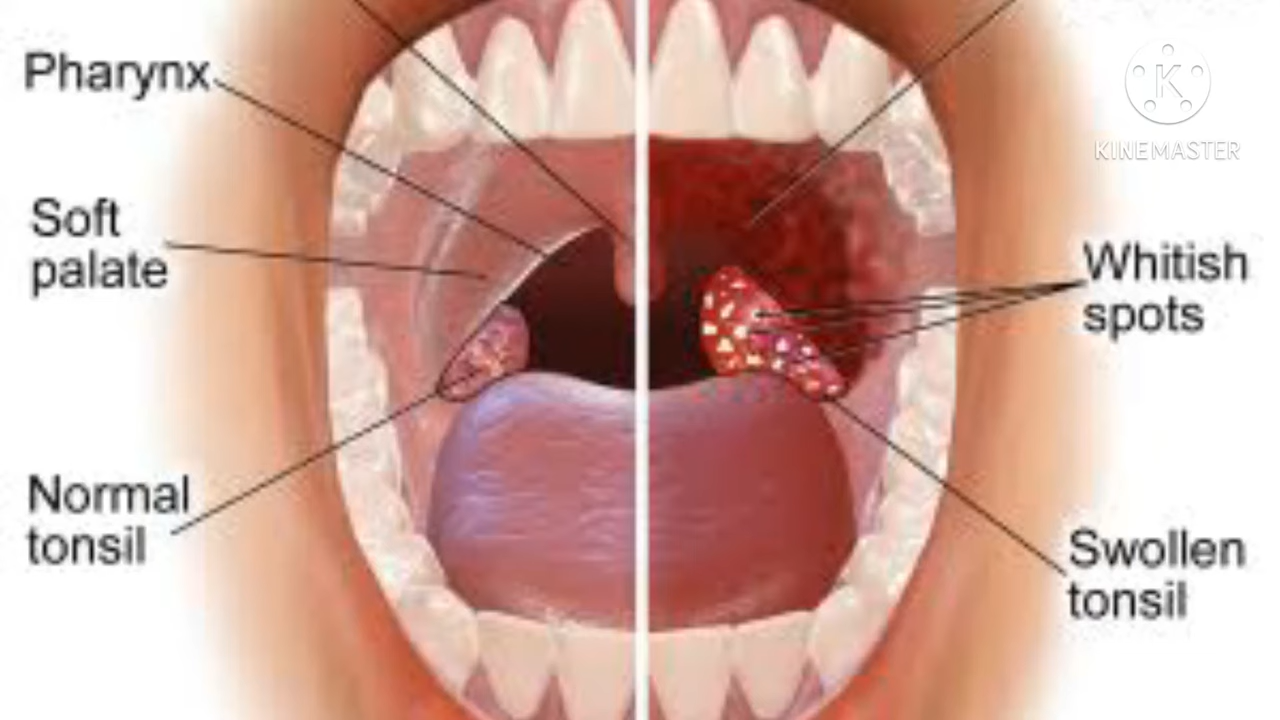 Pharynx
Soft
palate
Normal
tonsil
K
KINEMASTER
Whitish
spots
Swollen
tonsil